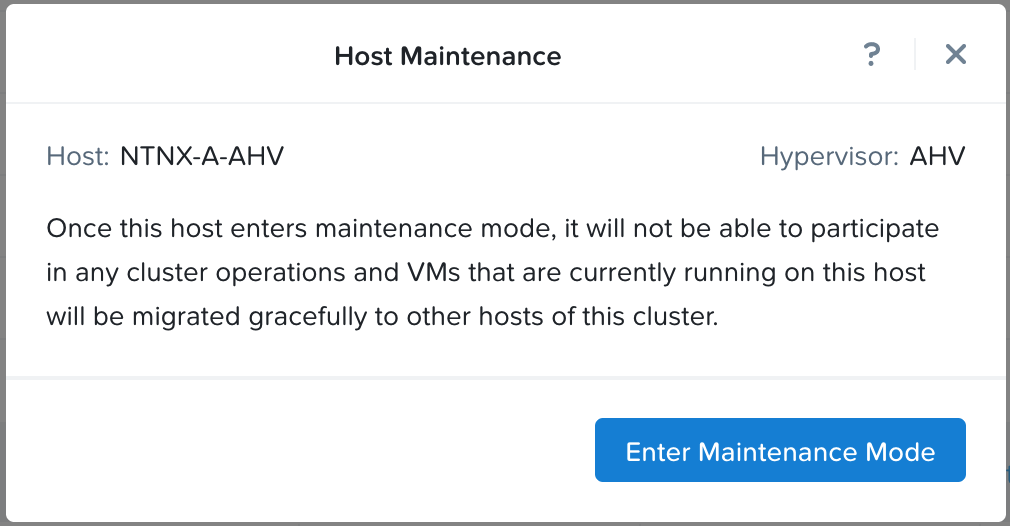 Host Maintenance
?
Host: NTNX-A-AHV
Hypervisor: AHV
Once this host enters maintenance mode, it will not be able to participate
in any cluster operations and VMs that are currently running on this host
will be migrated gracefully to other hosts of this cluster.
Enter Maintenance Mode